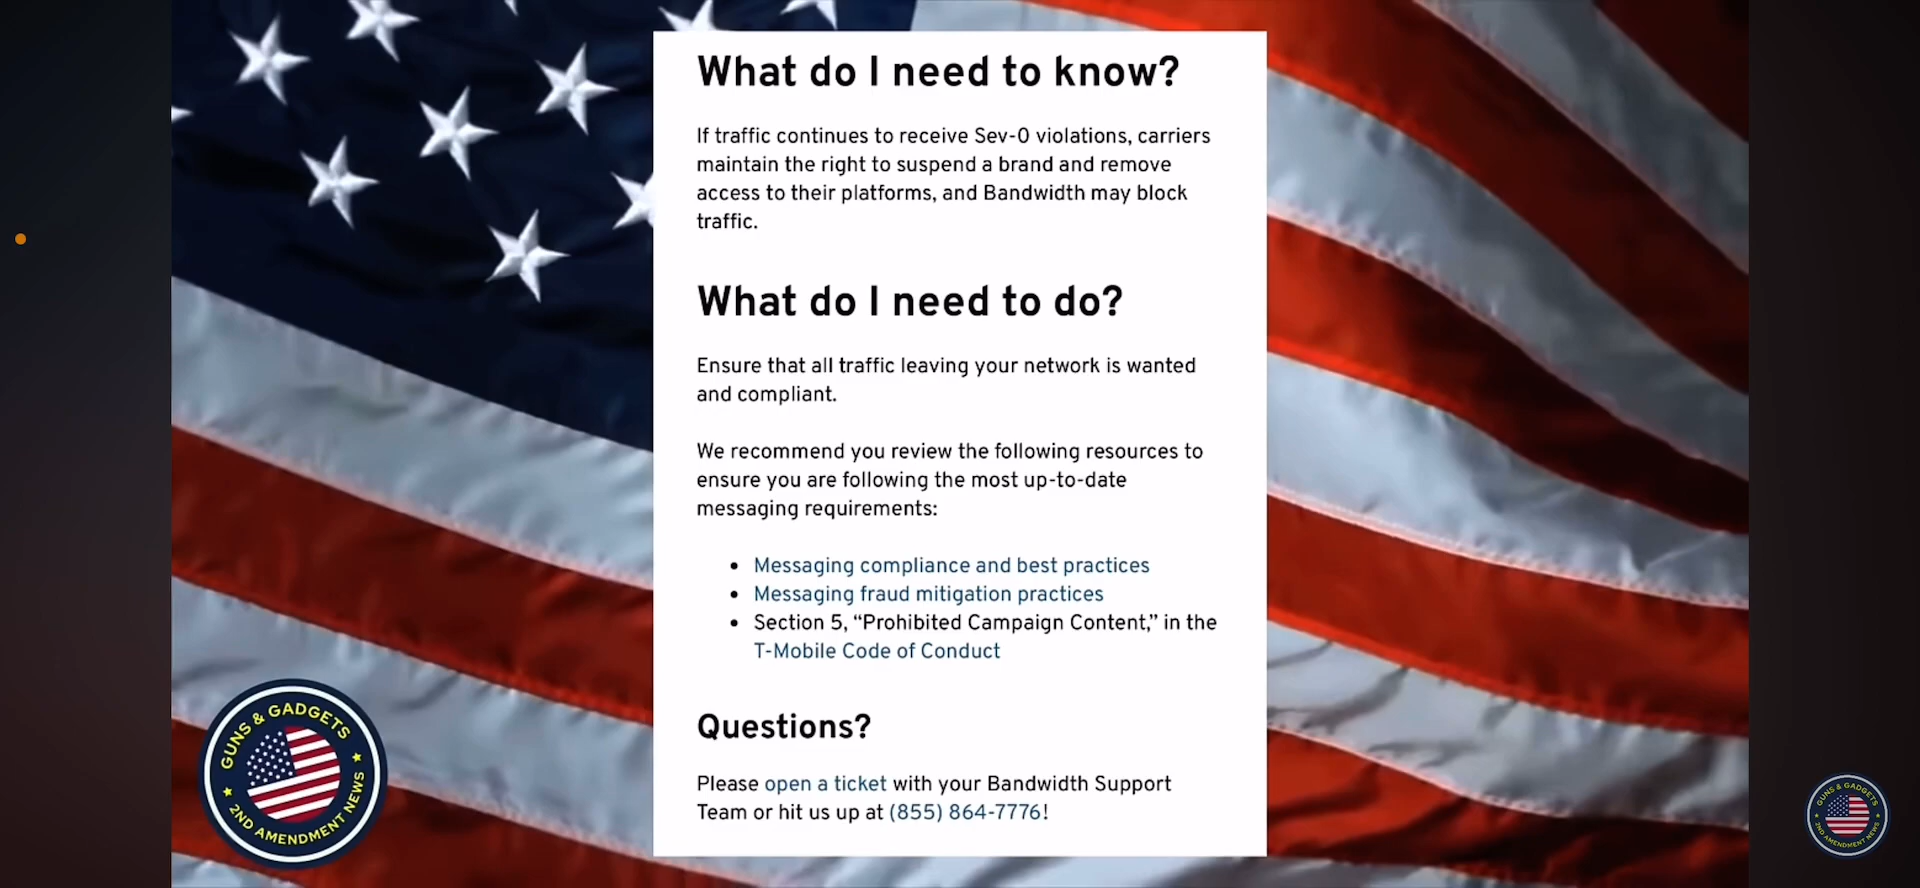 What do I need to know?
If traffic continues to receive Sev-0 violations, carriers
maintain the right to suspend a brand and remove
access to their platforms, and Bandwidth may block
traffic.
What do I need to do?
Ensure that all traffic leaving your network is wanted
and compliant.
We recommend you review the following resources to
ensure you are following the most up-to-date
messaging requirements:
• Messaging compliance and best practices
• Messaging fraud mitigation practices
• Section 5, “Prohibited Campaign Content,” in the
T-Mobile Code of Conduct
Questions?
Please open a ticket with your Bandwidth Support
Team or hit us up at (855) 864-7776!
GUNS & GADGETS
2ND AMENDMENT NEWS
GUNS & GADGETS
2ND AMENDMENT NEWS